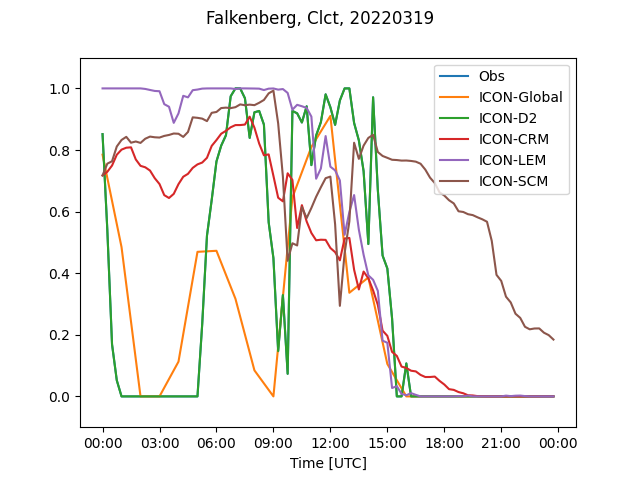 Falkenberg, Clct, 20220319
Obs
ICON-Global
ICON-D2
ICON-CRM
ICON-LEM
ICON-SCM
1.0
0.8
0.6
0.4
0.2
0.0
00:00 03:00 06:00 09:00 12:00 15:00 18:00 21:00 00:00
Time [UTC]